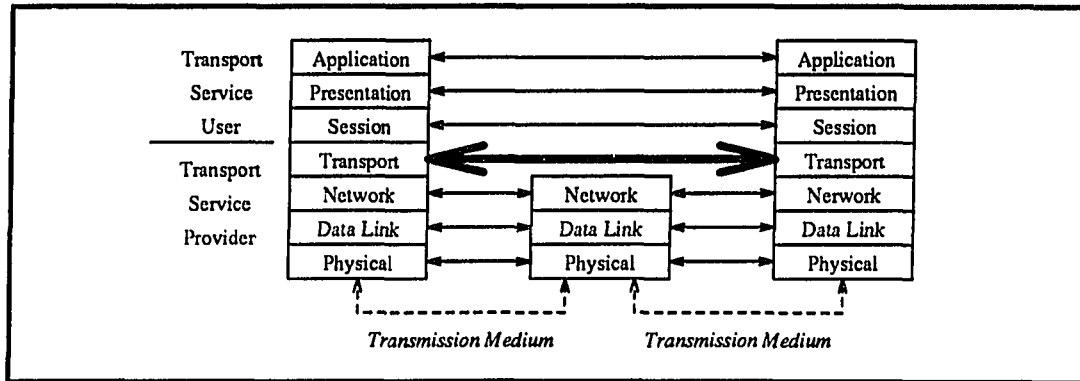 Transport Application Application
Service Presentation Presentation
User Session Session
Transport Transport
Transport
Service Network Network Nerwork
Provider Data Link Data Link Data Link
Physical Physical Physical
Transmission Medium Transmission Medium